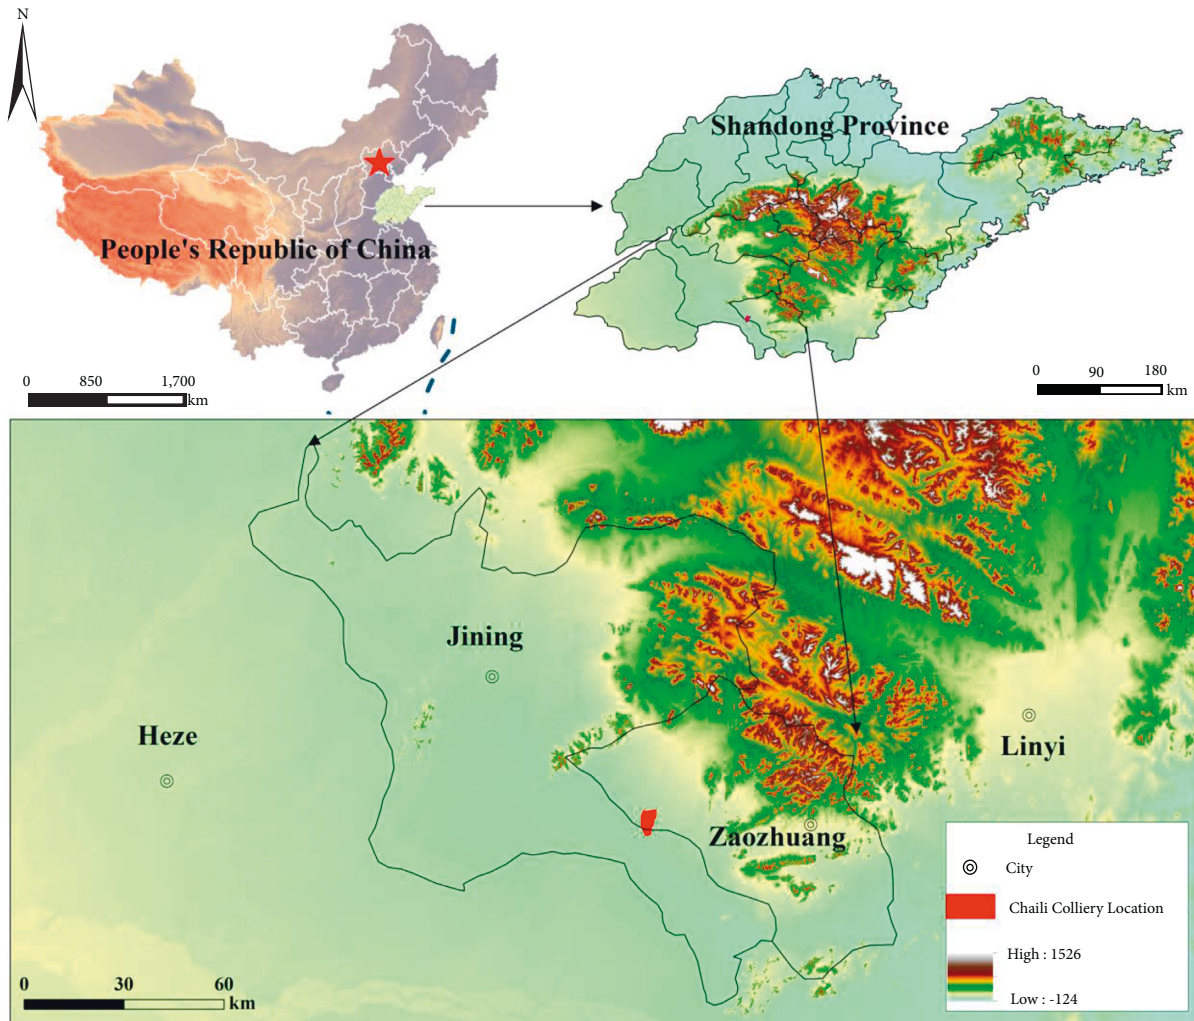 N
Shandong Province
People's Republic of China
0 850 1,700
km
0 90 180
km
Jining
Heze
Linyi
Zaozhuang
Legend
City
Chaili Colliery Location
High : 1526
Low : -124
0 30 60
km